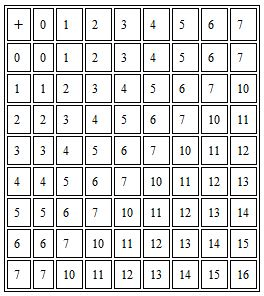 + 0 1 2 3 4 5 6 7
0 0 1 2 3 4 5 6 7
1 1 2 3 4 5 6 7 10
2 2 3 4 5 6 7 10 11
3 3 4 5 6 7 10 11 12
4 4 5 6 7 10 11 12 13
5 5 6 7 10 11 12 13 14
6 6 7 10 11 12 13 14 15
7 7 10 11 12 13 14 15 16